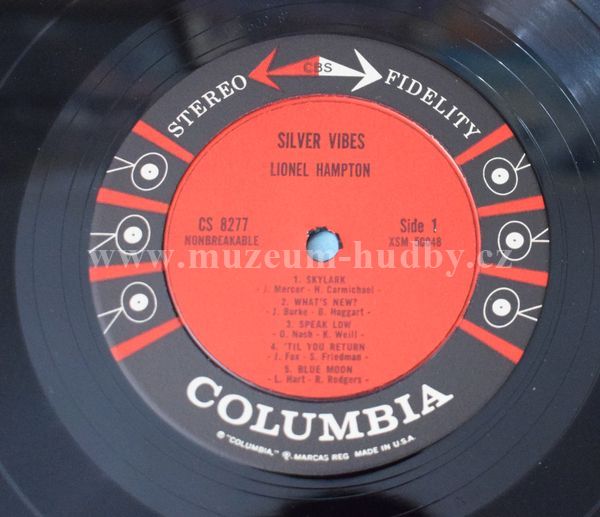 CBS
STEREO FIDELITY
SILVER VIBES
LIONEL HAMPTON
CS 8277
NONBREAKABLE
Side 1
XSM 50048
www.muzeum-hudby.cz
1. SKYLARK
- J. Mercer - H. Carmichael -
2. WHAT'S NEW?
- J. Burke - B. Haggart -
3. SPEAK LOW
- O. Nash - K. Weill -
4. 'TIL YOU RETURN
- J. Fox - S. Friedman -
5. BLUE MOON
- L. Hart - R. Rodgers -
COLUMBIA
® "COLUMBIA," ®, MARCAS REG. MADE IN U.S.A.